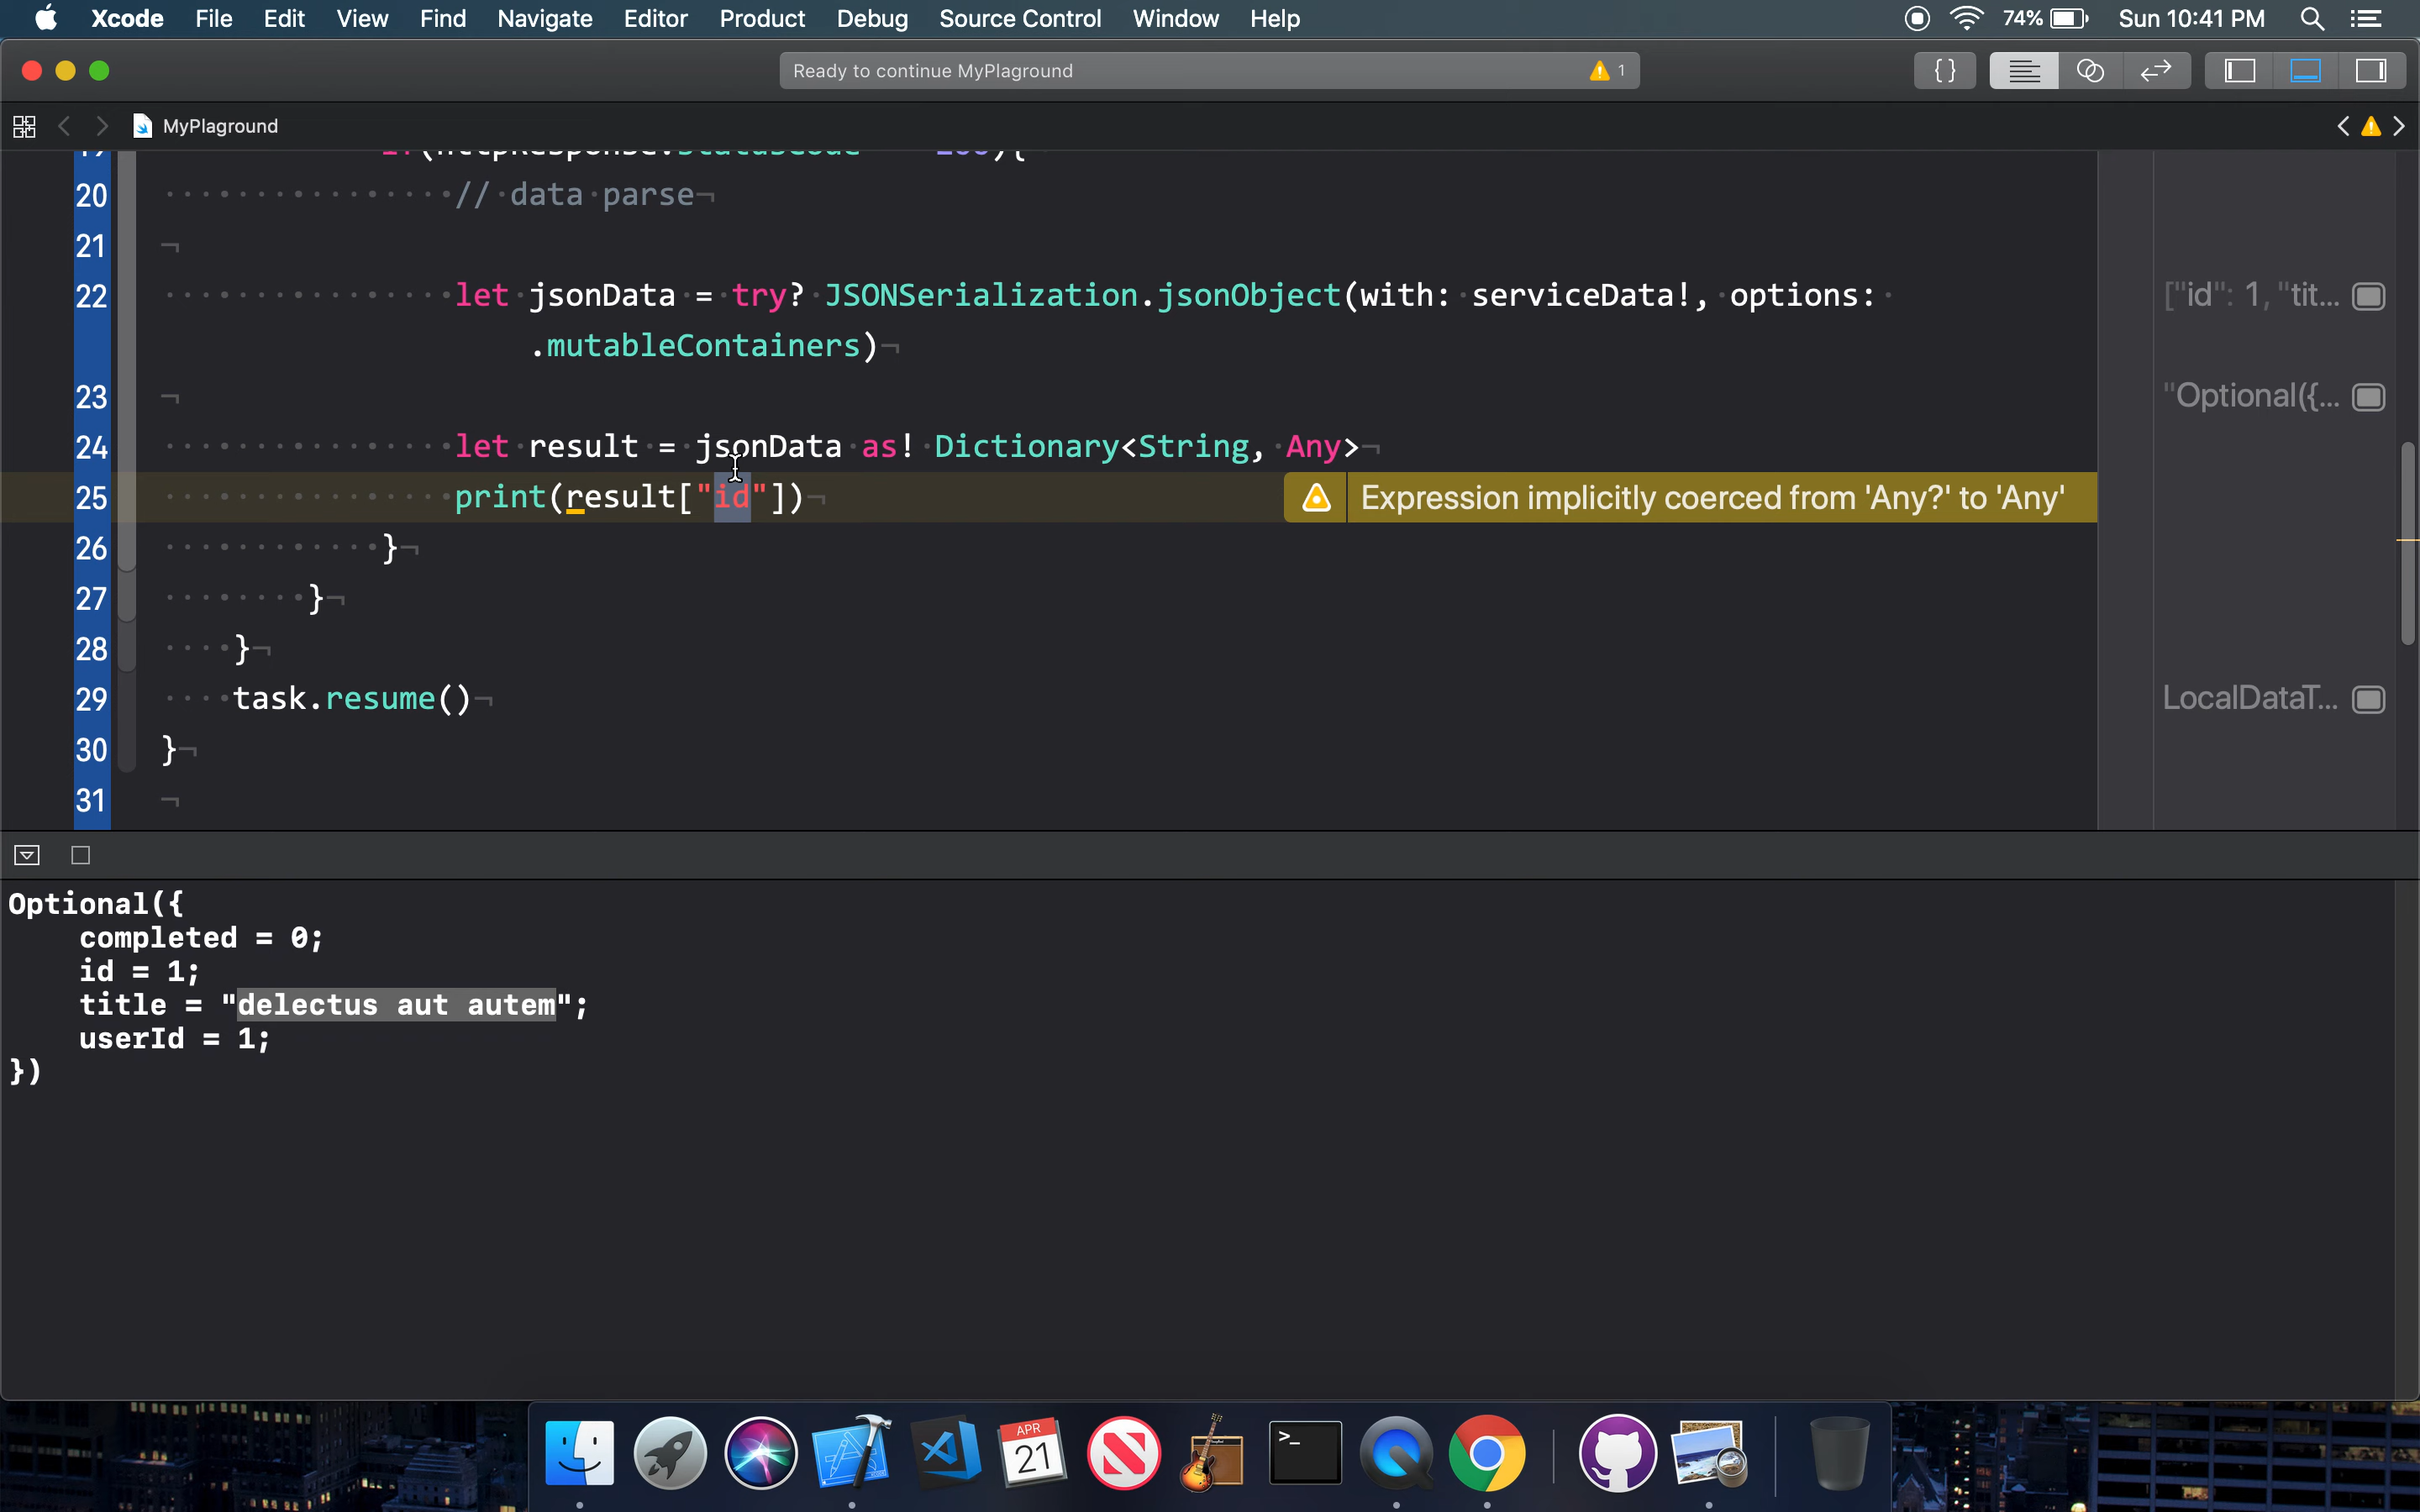 Xcode File Edit View Find Navigate Editor Product Debug Source Control Window Help 74% Sun 10:41 PM
Ready to continue MyPlaground 1 {}
MyPlaground
20 // data parse
21
22 let jsonData = try? JSONSerialization.jsonObject(with: serviceData!, options: ["id": 1, "tit...
.mutableContainers)
23 "Optional({...
24 let result = jsonData as! Dictionary<String, Any>
25 print(result["id"]) Expression implicitly coerced from 'Any?' to 'Any'
26 }
27 }
28 }
29 task.resume() LocalDataT...
30 }
31
Optional({
completed = 0;
id = 1;
title = "delectus aut autem";
userId = 1;
})
APR
21
>_